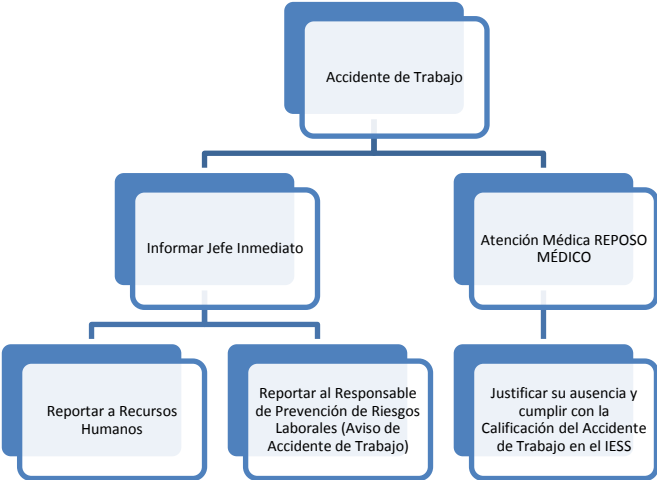 Accidente de Trabajo
Informar Jefe Inmediato
Atención Médica REPOSO
MÉDICO
Reportar a Recursos
Humanos
Reportar al Responsable
de Prevención de Riesgos
Laborales (Aviso de
Accidente de Trabajo)
Justificar su ausencia y
cumplir con la
Calificación del Accidente
de Trabajo en el IESS